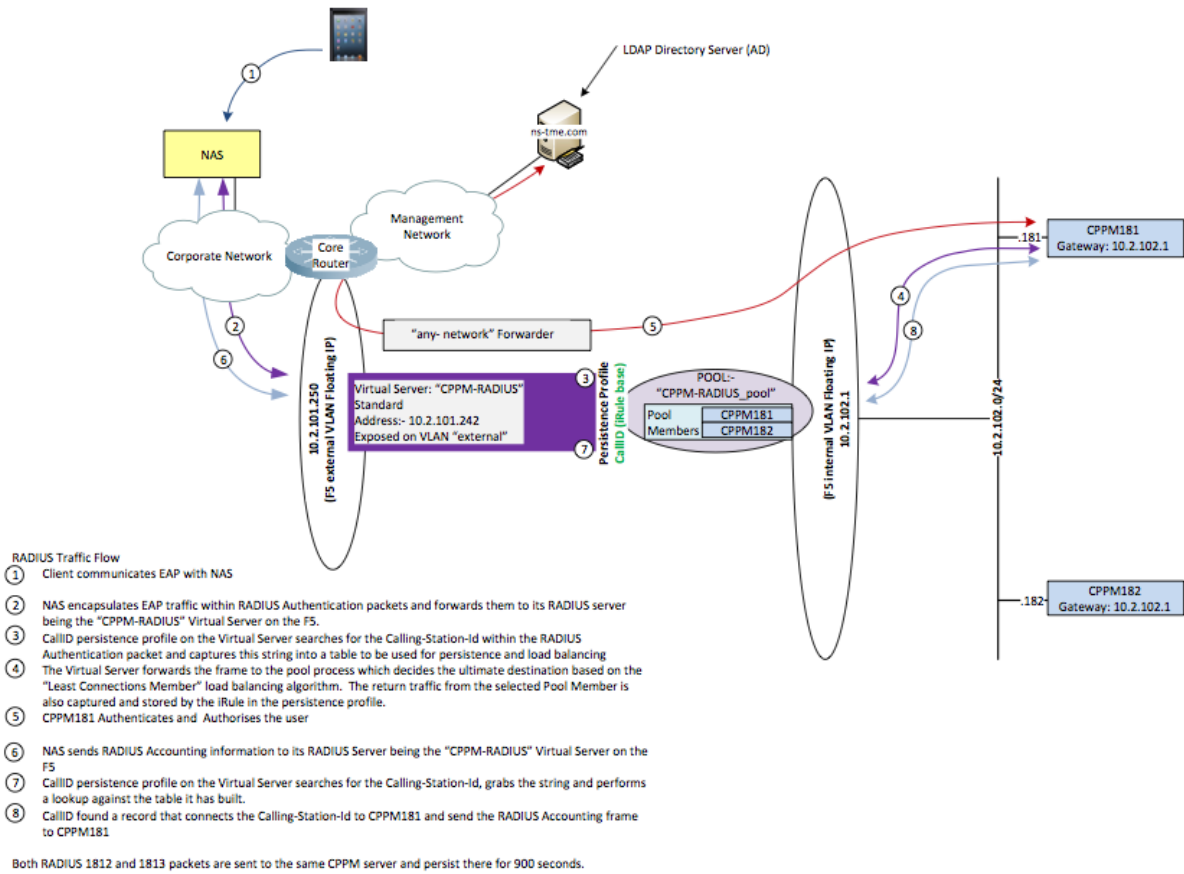 LDAP Directory Server (AD)
1
ns-tme.com
NAS
Management
Network
Corporate Network
Core
Router
.181
CPPM181
Gateway: 10.2.102.1
2
6
4
8
"any- network" Forwarder
5
10.2.101.250
(F5 external VLAN Floating IP)
Virtual Server: "CPPM-RADIUS"
Standard
Address:- 10.2.101.242
Exposed on VLAN "external"
3
7
Persistence Profile
CallID (iRule base)
POOL:-
"CPPM-RADIUS_pool"
Pool
Members
CPPM181
CPPM182
(F5 internal VLAN Floating IP)
10.2.102.1
10.2.102.0/24
.182
CPPM182
Gateway: 10.2.102.1
RADIUS Traffic Flow
1 Client communicates EAP with NAS
2 NAS encapsulates EAP traffic within RADIUS Authentication packets and forwards them to its RADIUS server
being the "CPPM-RADIUS" Virtual Server on the F5.
3 CallID persistence profile on the Virtual Server searches for the Calling-Station-Id within the RADIUS
Authentication packet and captures this string into a table to be used for persistence and load balancing
4 The Virtual Server forwards the frame to the pool process which decides the ultimate destination based on the
"Least Connections Member" load balancing algorithm. The return traffic from the selected Pool Member is
also captured and stored by the iRule in the persistence profile.
5 CPPM181 Authenticates and Authorises the user
6 NAS sends RADIUS Accounting information to its RADIUS Server being the "CPPM-RADIUS" Virtual Server on the
F5
7 CallID persistence profile on the Virtual Server searches for the Calling-Station-Id, grabs the string and performs
a lookup against the table it has built.
8 CallID found a record that connects the Calling-Station-Id to CPPM181 and send the RADIUS Accounting frame
to CPPM181
Both RADIUS 1812 and 1813 packets are sent to the same CPPM server and persist there for 900 seconds.